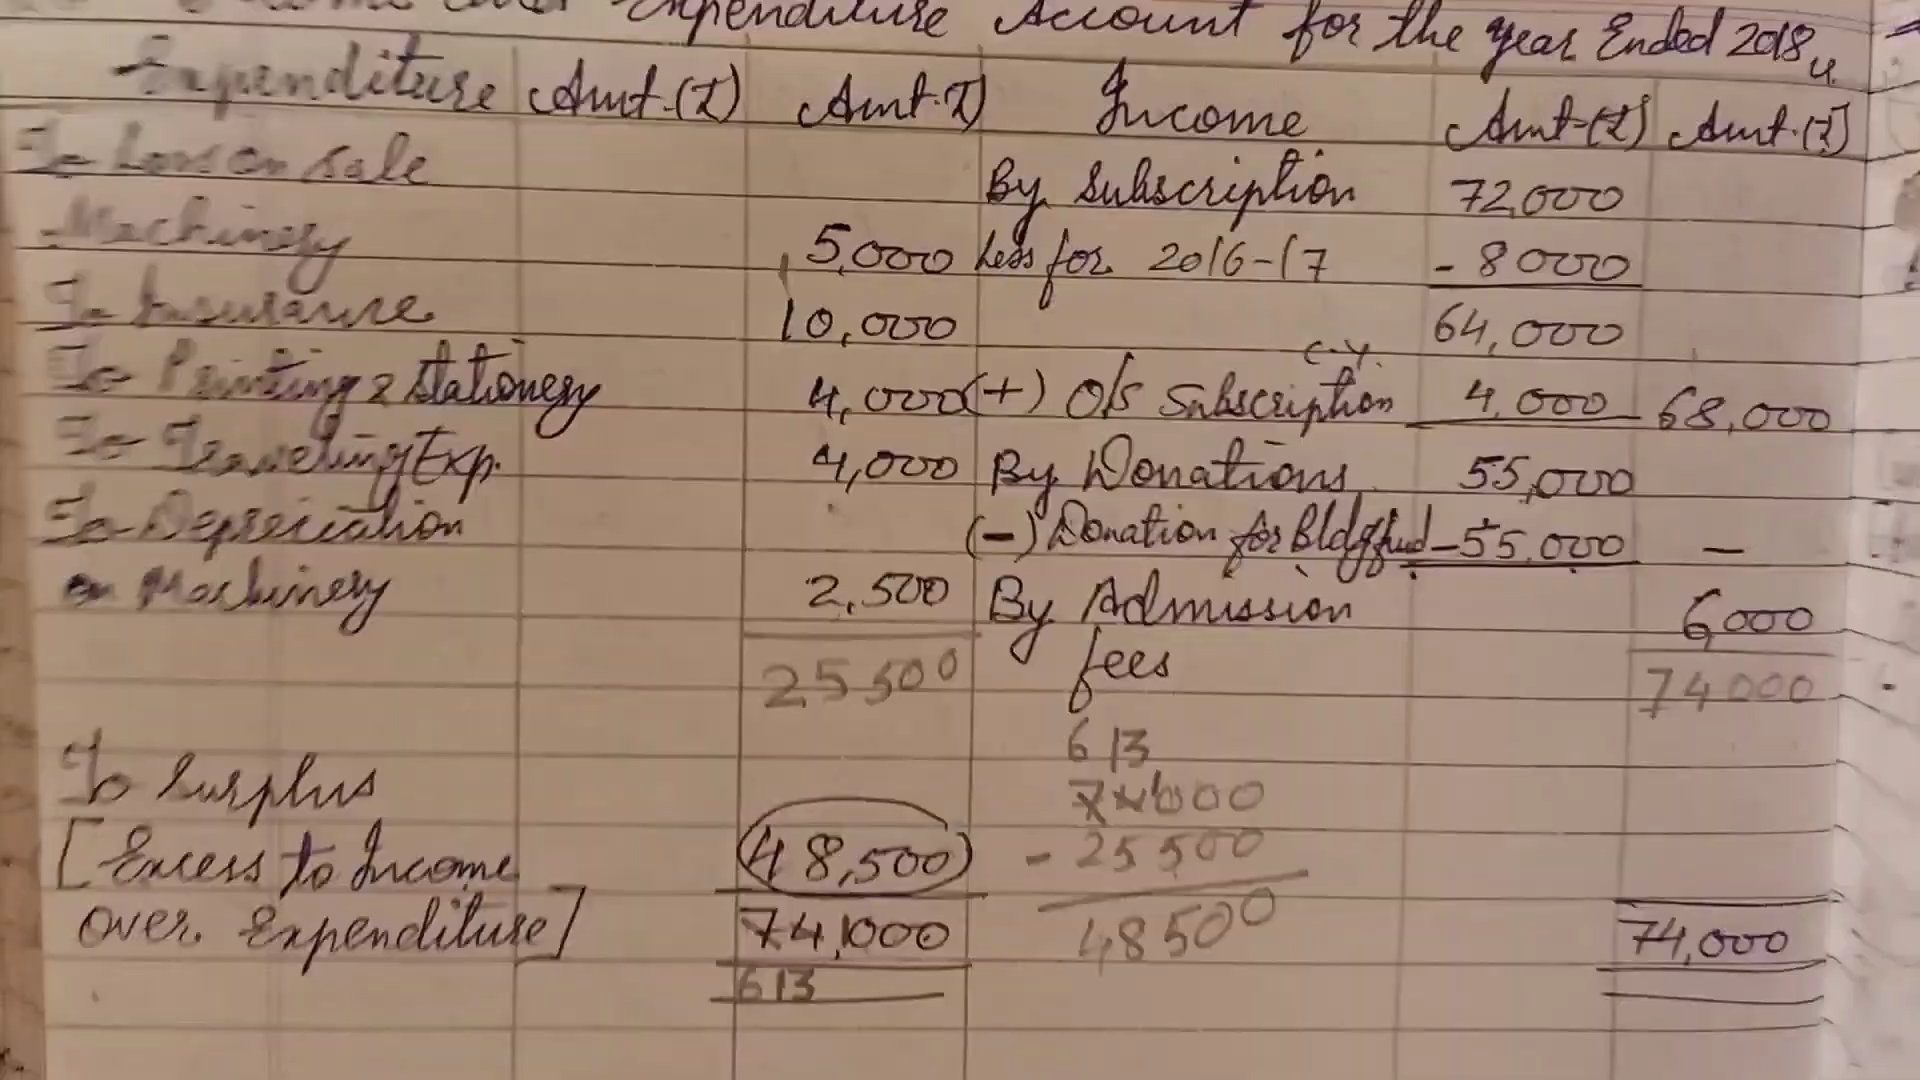 Expenditure Account for the year Ended 2018
Expenditure Amt.(₹) Amt.₹) Income Amt.(₹) Amt.(₹)
To Loss on sale
By Subscription 72,000
Machinery 5,000 Less for 2016-17 - 8000
To Insurance 10,000 64,000
c.y.
To Printing & Stationery 4,000 (+) O/s Subscription 4,000 68,000
To Traveling Exp. 4,000 By Donations 55,000
To Depreciation (-) Donation for Bldg fund -55,000 -
on Machinery 2,500 By Admission 6000
25500 fees 74000
613
To Surplus 74000
[Excess to Income 48,500 - 25500
over Expenditure] 74,000 48500 74,000
613